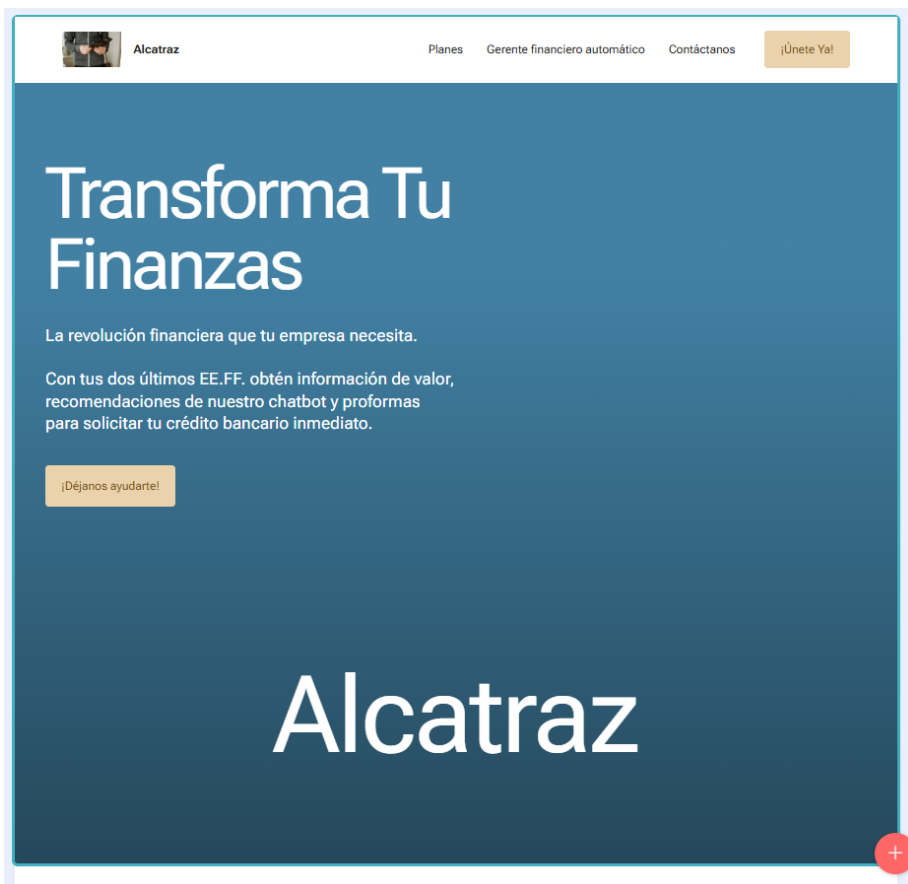 Alcatraz
Planes
Gerente financiero automático
Contáctanos
¡Únete Ya!
Transforma Tu
Finanzas
La revolución financiera que tu empresa necesita.
Con tus dos últimos EE.FF. obtén información de valor,
recomendaciones de nuestro chatbot y proformas
para solicitar tu crédito bancario inmediato.
¡Déjanos ayudarte!
Alcatraz